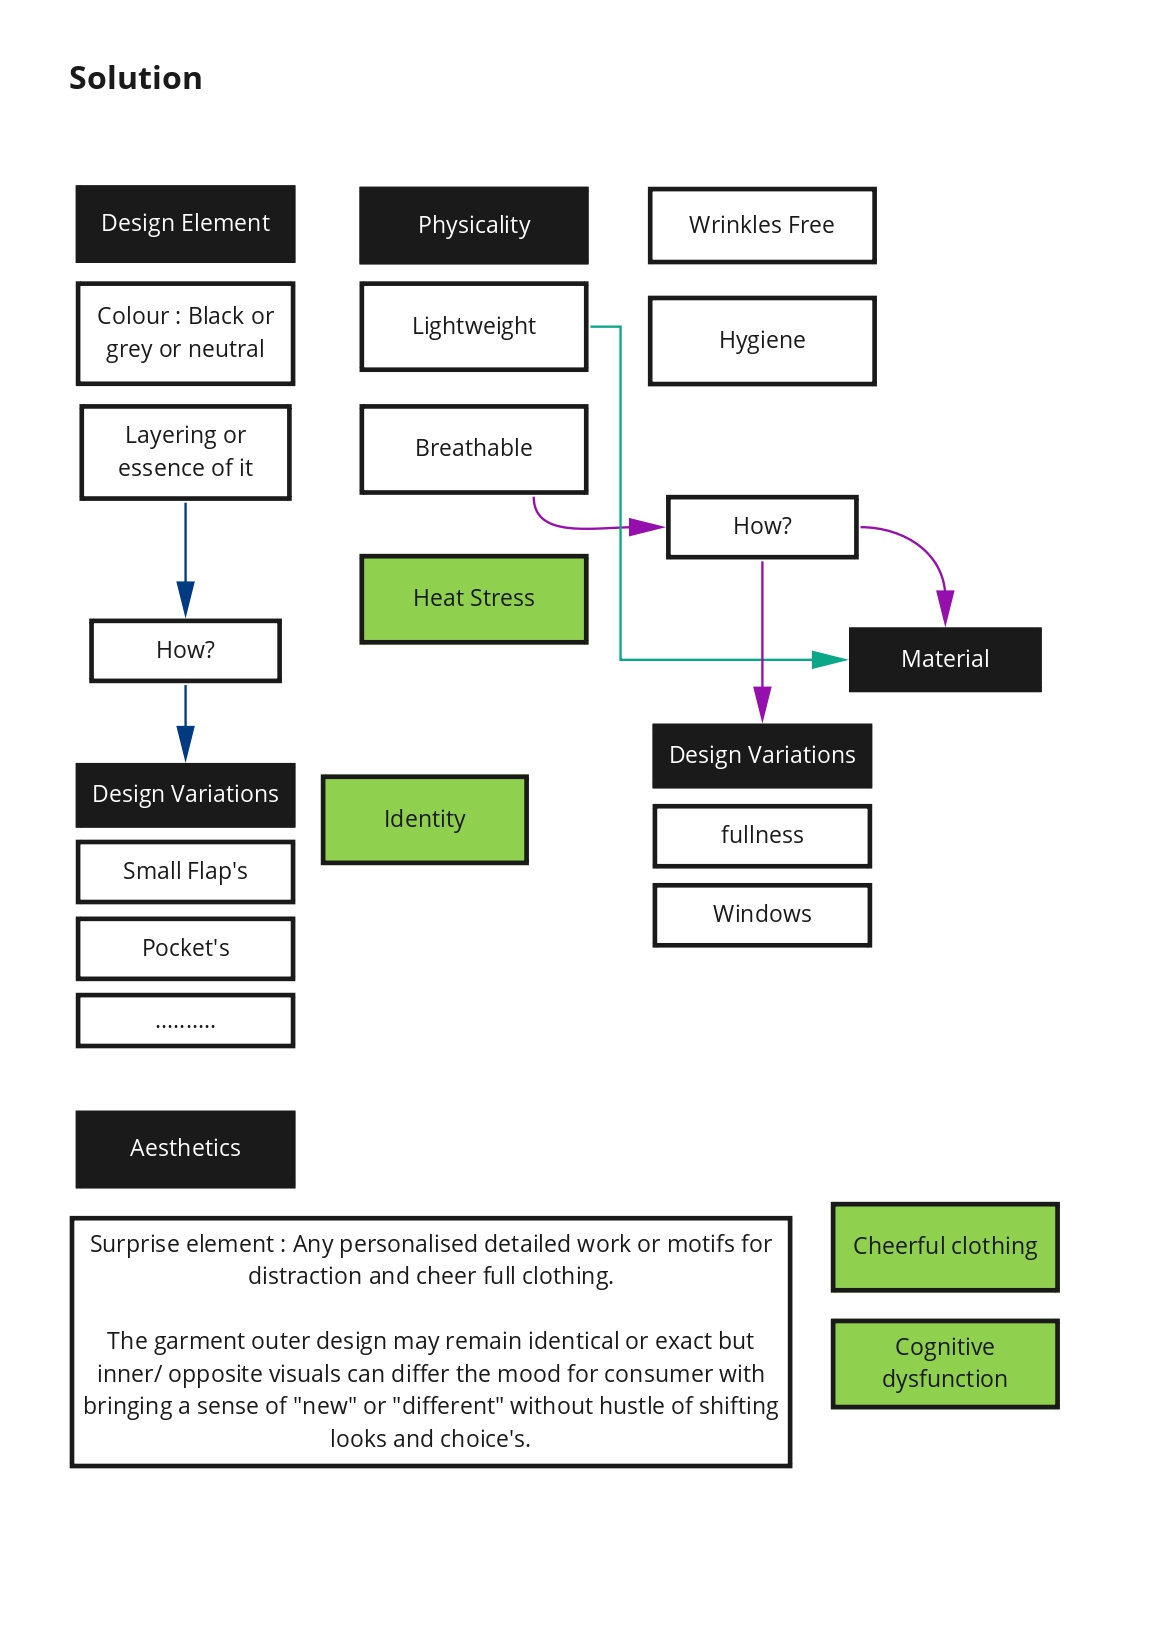 Solution
Design Element
Colour : Black or
grey or neutral
Layering or
essence of it
How?
Design Variations
Small Flap's
Pocket's
..........
Physicality
Lightweight
Breathable
Heat Stress
Identity
Wrinkles Free
Hygiene
How?
Material
Design Variations
fullness
Windows
Aesthetics
Surprise element : Any personalised detailed work or motifs for
distraction and cheer full clothing.
The garment outer design may remain identical or exact but
inner/ opposite visuals can differ the mood for consumer with
bringing a sense of "new" or "different" without hustle of shifting
looks and choice's.
Cheerful clothing
Cognitive
dysfunction